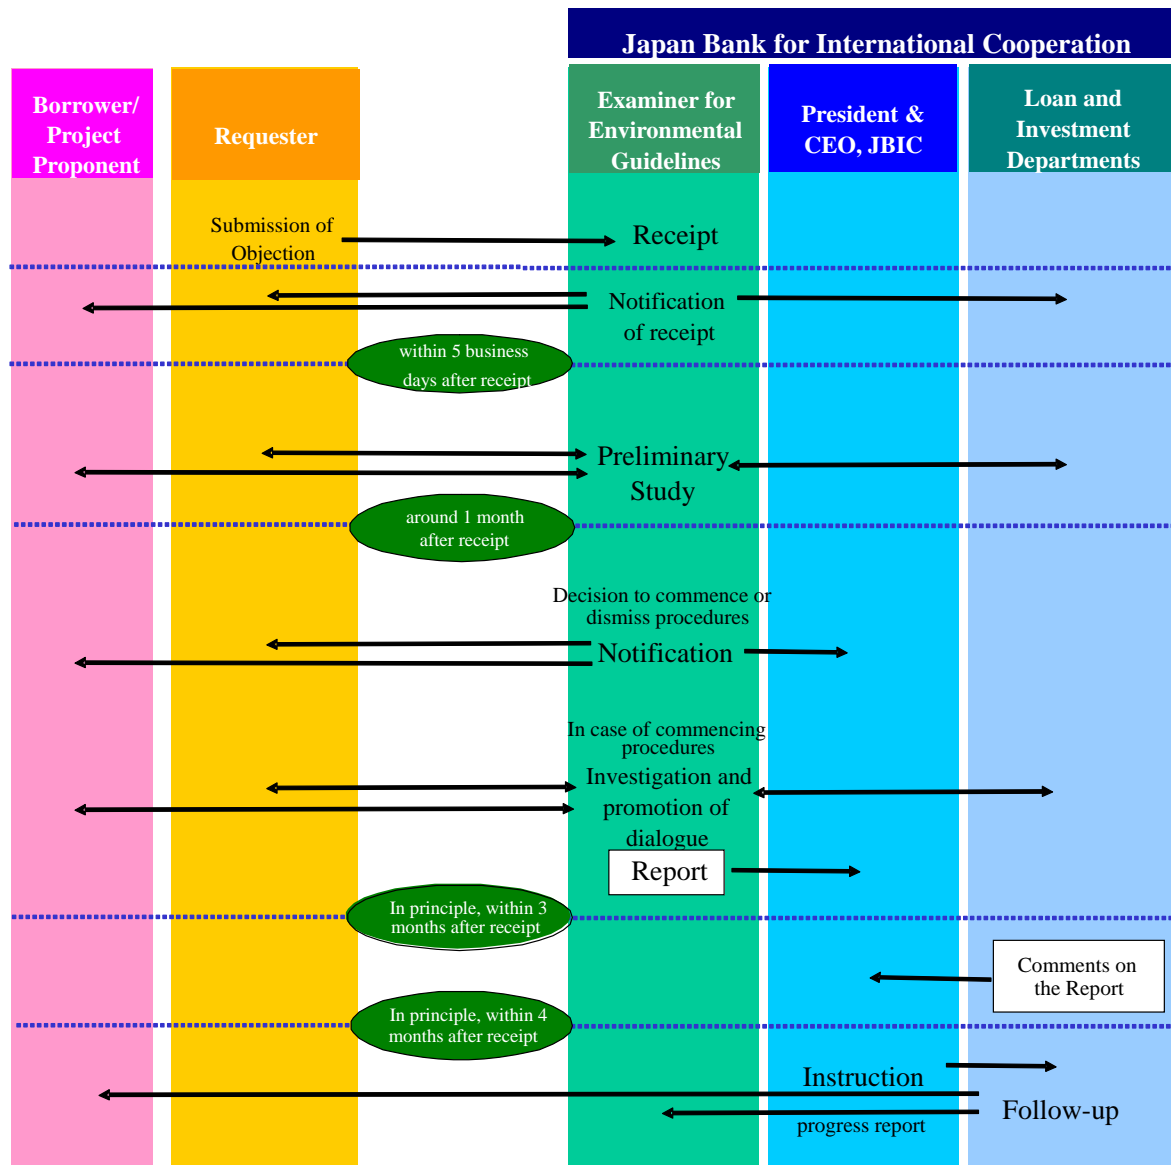 Japan Bank for International Cooperation
Borrower/
Project
Proponent
Requester
Examiner for
Environmental
Guidelines
President &
CEO, JBIC
Loan and
Investment
Departments
Submission of
Objection
Receipt
Notification
of receipt
within 5 business
days after receipt
Preliminary
Study
around 1 month
after receipt
Decision to commence or
dismiss procedures
Notification
In case of commencing
procedures
Investigation and
promotion of
dialogue
Report
In principle, within 3
months after receipt
Comments on
the Report
In principle, within 4
months after receipt
Instruction
Follow-up
progress report